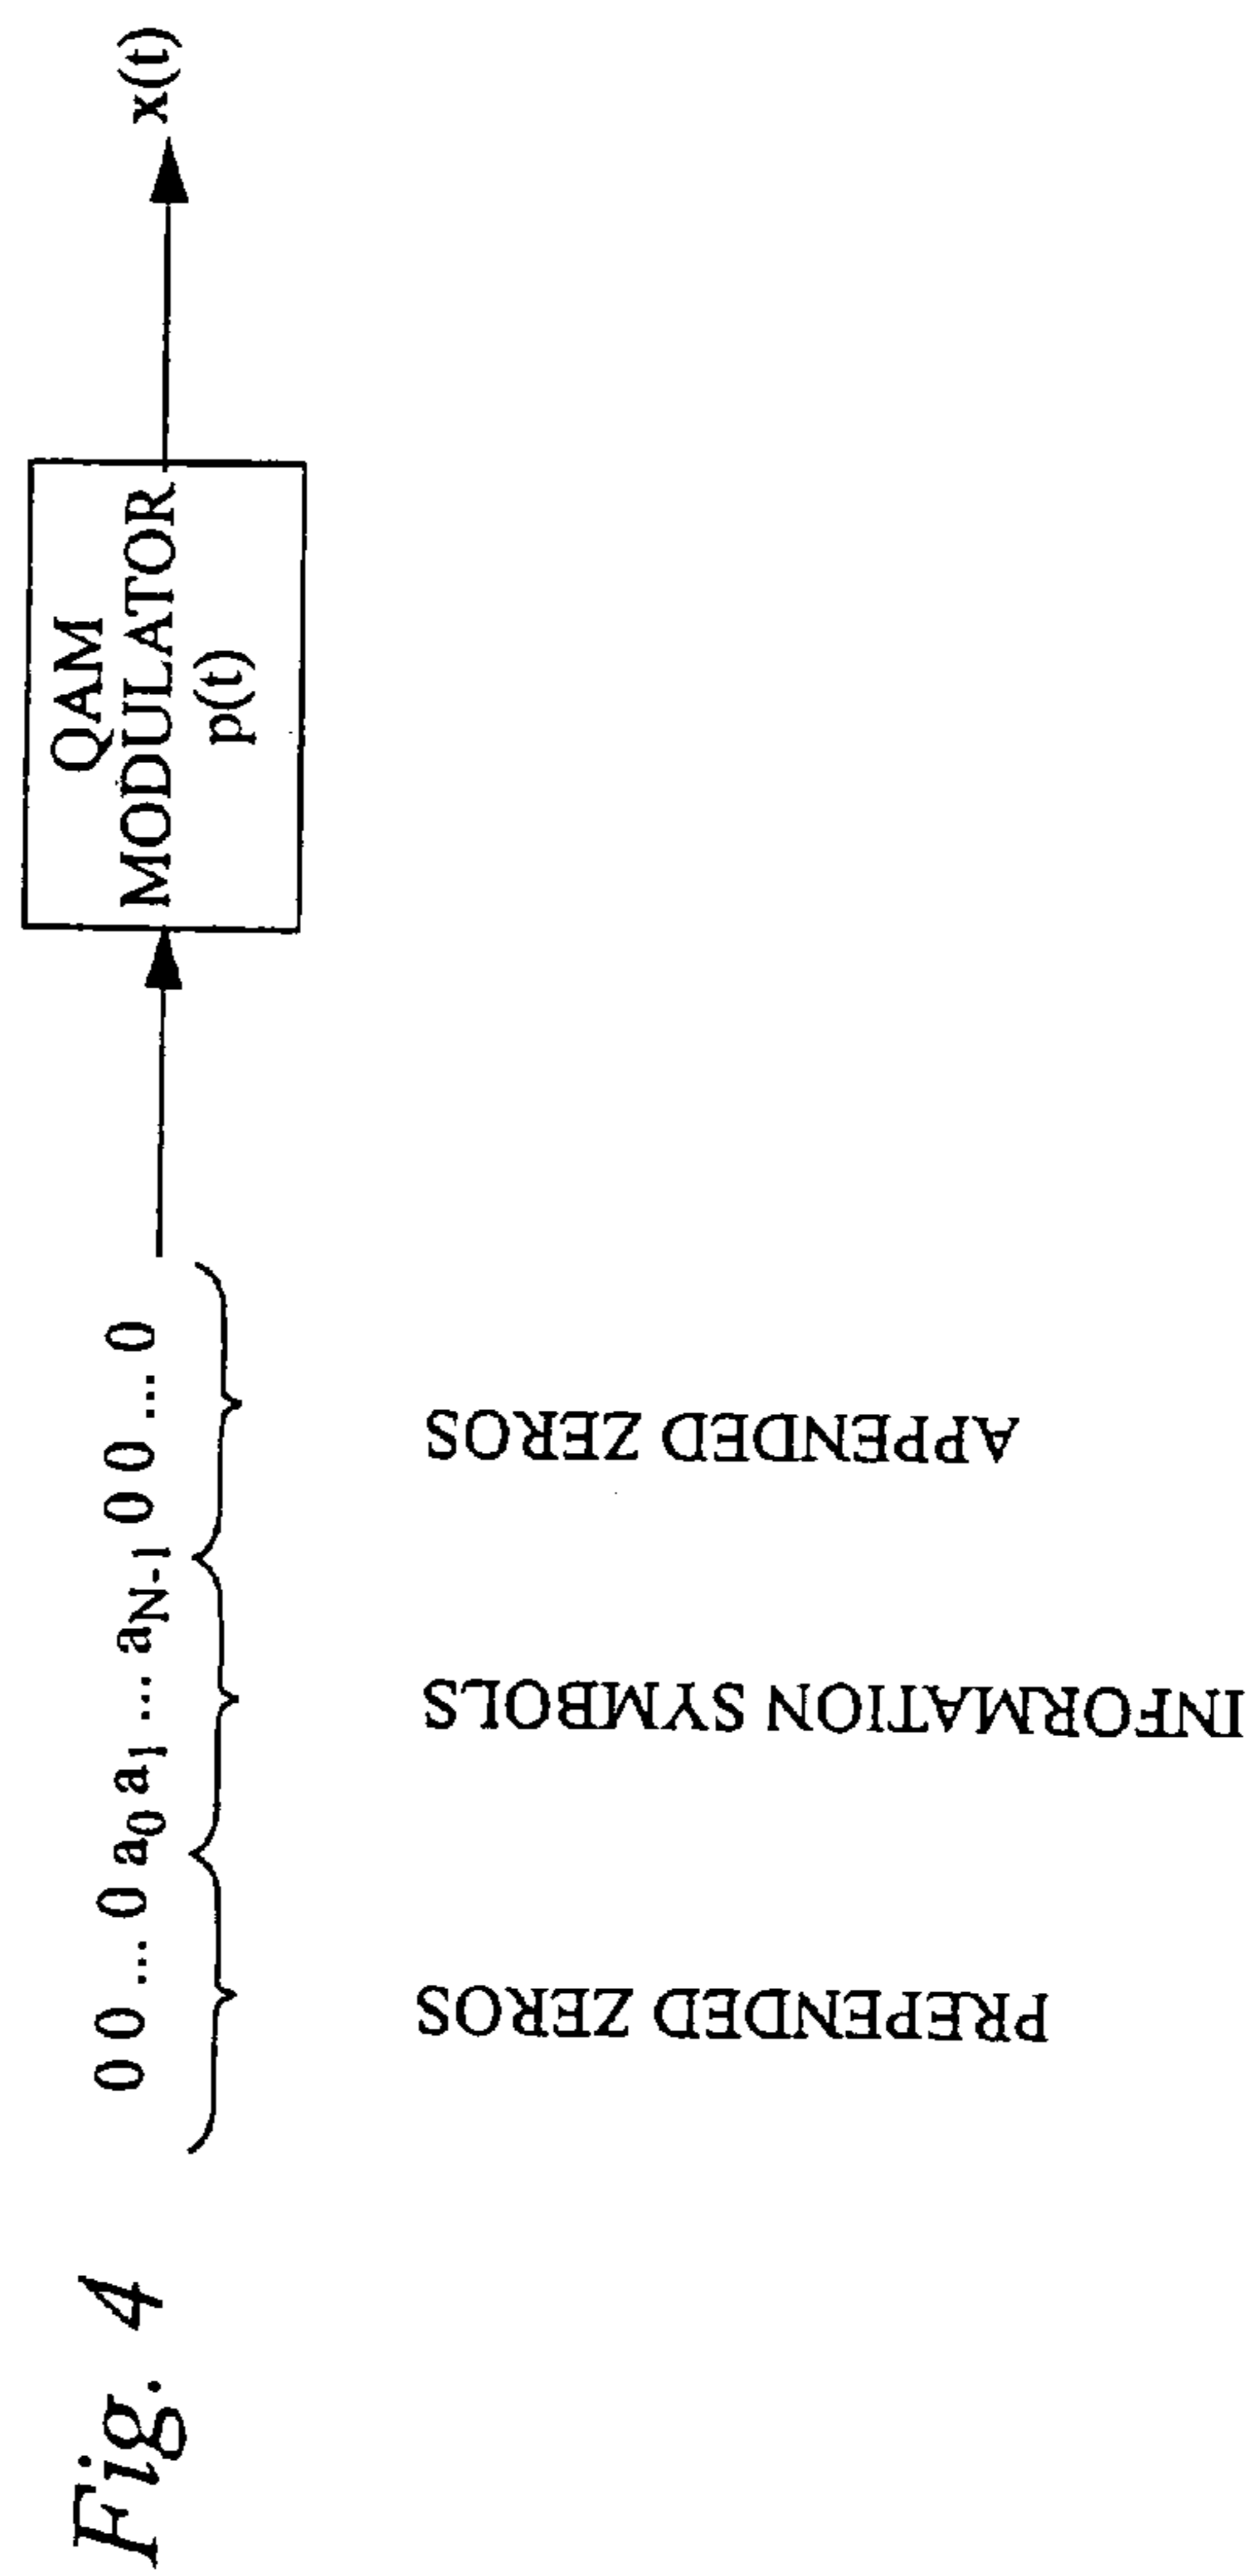 Fig. 4
0 0 ... 0 a0 a1 ... aN-1 0 0 ... 0
PREPENDED ZEROS
INFORMATION SYMBOLS
APPENDED ZEROS
QAM
MODULATOR
p(t)
x(t)